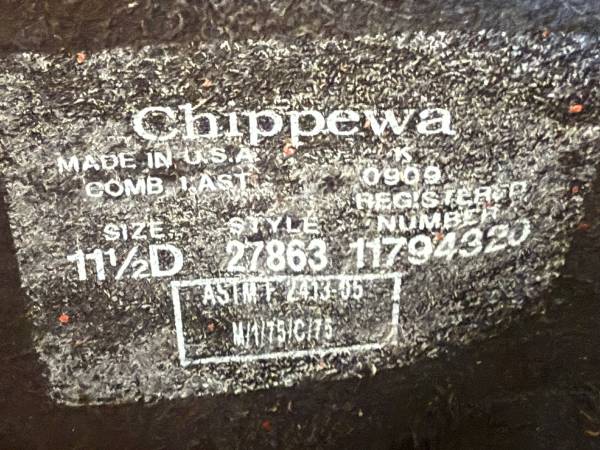 Chippewa
MADE IN U.S.A. K
COMB LAST 0909
REGISTERED
SIZE STYLE NUMBER
11½D 27863 11794320
ASTM F 2413-05
M/I/75/C/75